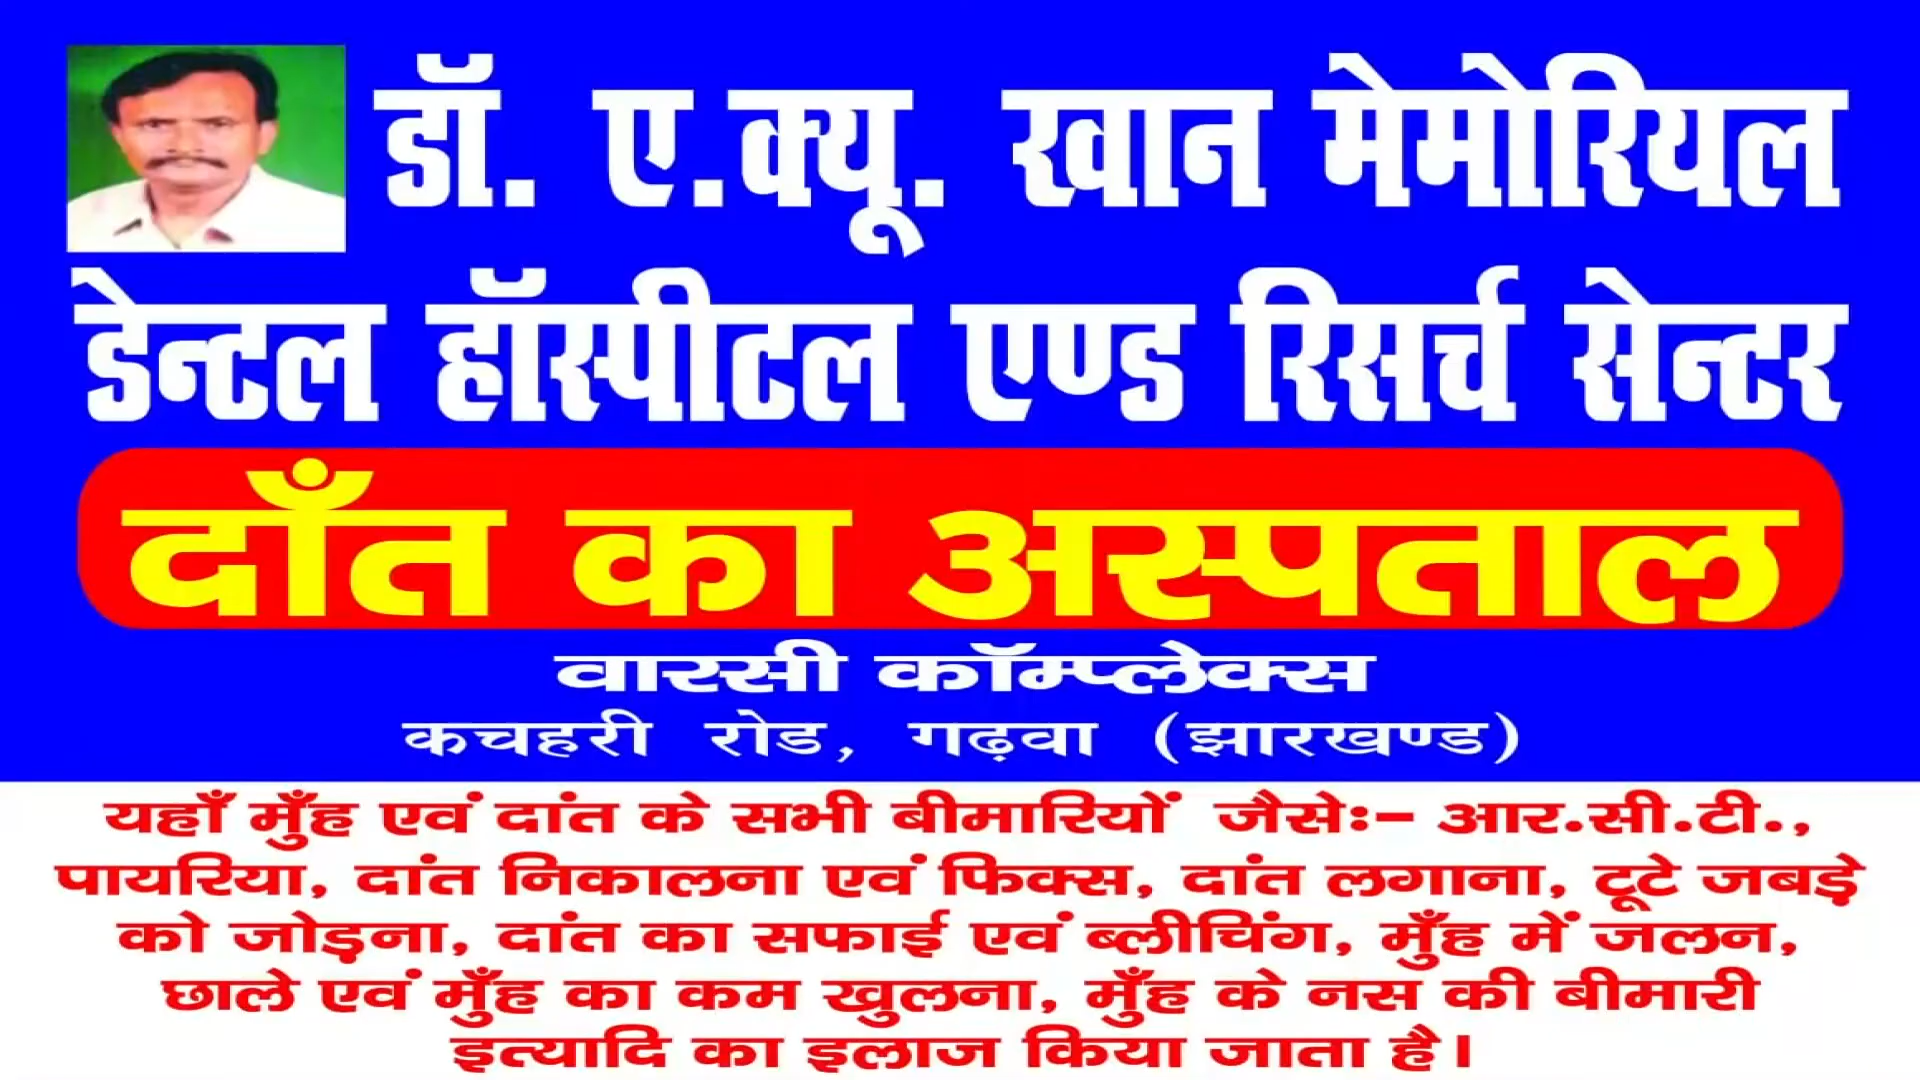 डॉ. ए.क्यू. खान मेमोरियल
डेन्टल हॉस्पीटल एण्ड रिसर्च सेन्टर
दाँत का अस्पताल
वारसी कॉम्प्लेक्स
कचहरी रोड, गढ़वा (झारखण्ड)
यहाँ मुँह एवं दांत के सभी बीमारियों जैसेः- आर.सी.टी.,
पायरिया, दांत निकालना एवं फिक्स, दांत लगाना, टूटे जबड़े
को जोड़ना, दांत का सफाई एवं ब्लीचिंग, मुँह में जलन,
छाले एवं मुँह का कम खुलना, मुँह के नस की बीमारी
इत्यादि का इलाज किया जाता है।